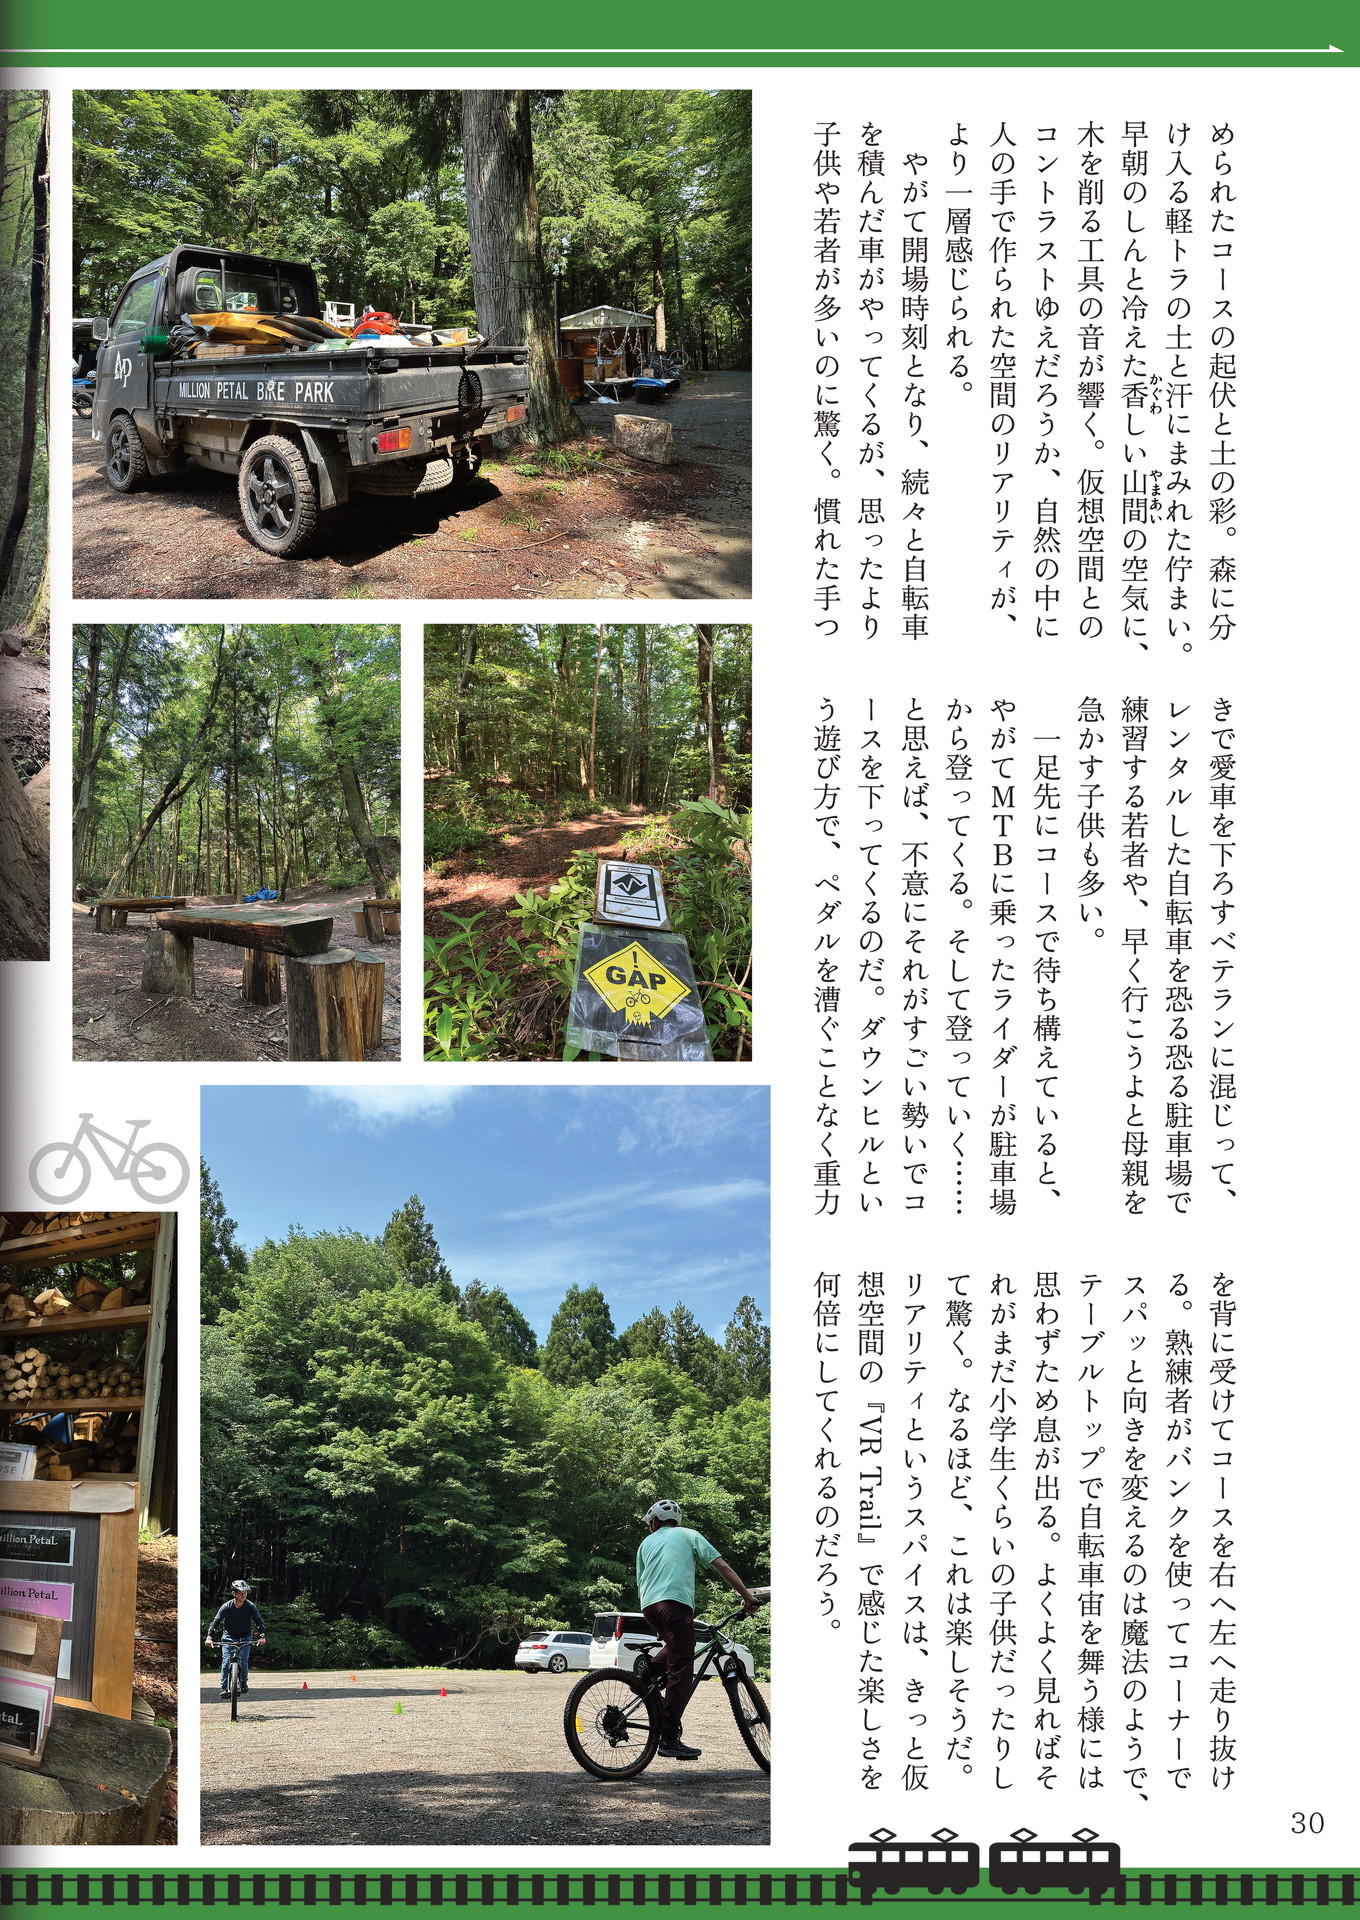 められたコースの起伏と土の彩。森に分
け入る軽トラの土と汗にまみれた佇まい。
早朝のしんと冷えた香しい山間の空気に、
かぐわ
やまあい
木を削る工具の音が響く。仮想空間との
コントラストゆえだろうか、自然の中に
人の手で作られた空間のリアリティが、
より一層感じられる。
やがて開場時刻となり、続々と自転車
を積んだ車がやってくるが、思ったより
子供や若者が多いのに驚く。慣れた手つ
きで愛車を下ろすベテランに混じって、
レンタルした自転車を恐る恐る駐車場で
練習する若者や、早く行こうよと母親を
急かす子供も多い。
一足先にコースで待ち構えていると、
やがてMTBに乗ったライダーが駐車場
から登ってくる。そして登っていく……
と思えば、不意にそれがすごい勢いでコ
ースを下ってくるのだ。ダウンヒルとい
う遊び方で、ペダルを漕ぐことなく重力
を背に受けてコースを右へ左へ走り抜け
る。熟練者がバンクを使ってコーナーで
スパッと向きを変えるのは魔法のようで、
テーブルトップで自転車宙を舞う様には
思わずため息が出る。よくよく見ればそ
れがまだ小学生くらいの子供だったりし
て驚く。なるほど、これは楽しそうだ。
リアリティというスパイスは、きっと仮
想空間の『VR Trail』で感じた楽しさを
何倍にしてくれるのだろう。
MP
MILLION PETAL BIKE PARK
!
GAP
OSE
illion Petal
illion Petal
tal
30